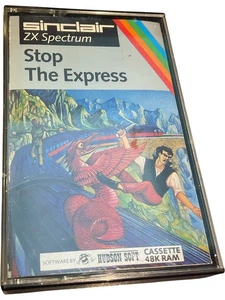 sinclair
ZX Spectrum
Stop
The Express
SOFTWARE BY HUDSON SOFT
CASSETTE
48K RAM